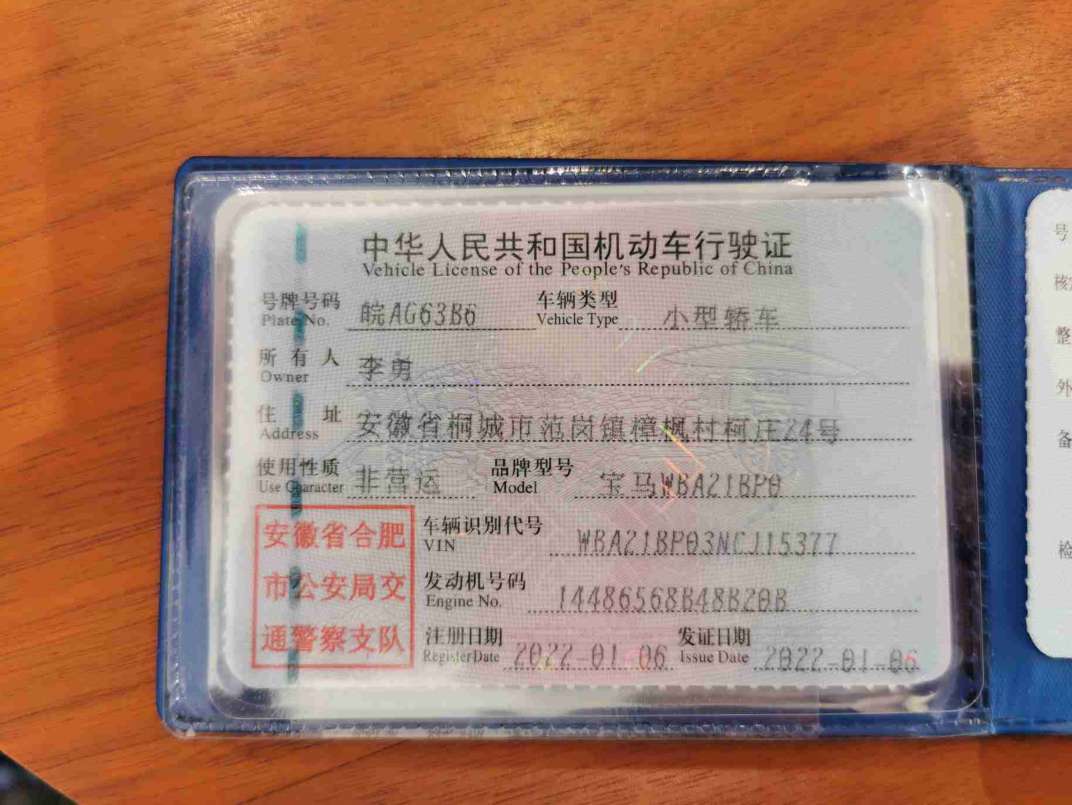 中华人民共和国机动车行驶证
Vehicle License of the People's Republic of China
号牌号码 皖AG63B6 车辆类型 小型轿车
Plate No. Vehicle Type
所有人 李勇
Owner
住址 安徽省桐城市范岗镇樟枫村柯庄24号
Address
使用性质 非营运 品牌型号 宝马WBA21BP0
Use Character Model
安徽省合肥
市公安局交
通警察支队
车辆识别代号 WBA21BP03NCJ15377
VIN
发动机号码 14486568B48B20B
Engine No.
注册日期 2022-01-06 发证日期 2022-01-06
Register Date Issue Date
号
核定
整
外
备
检